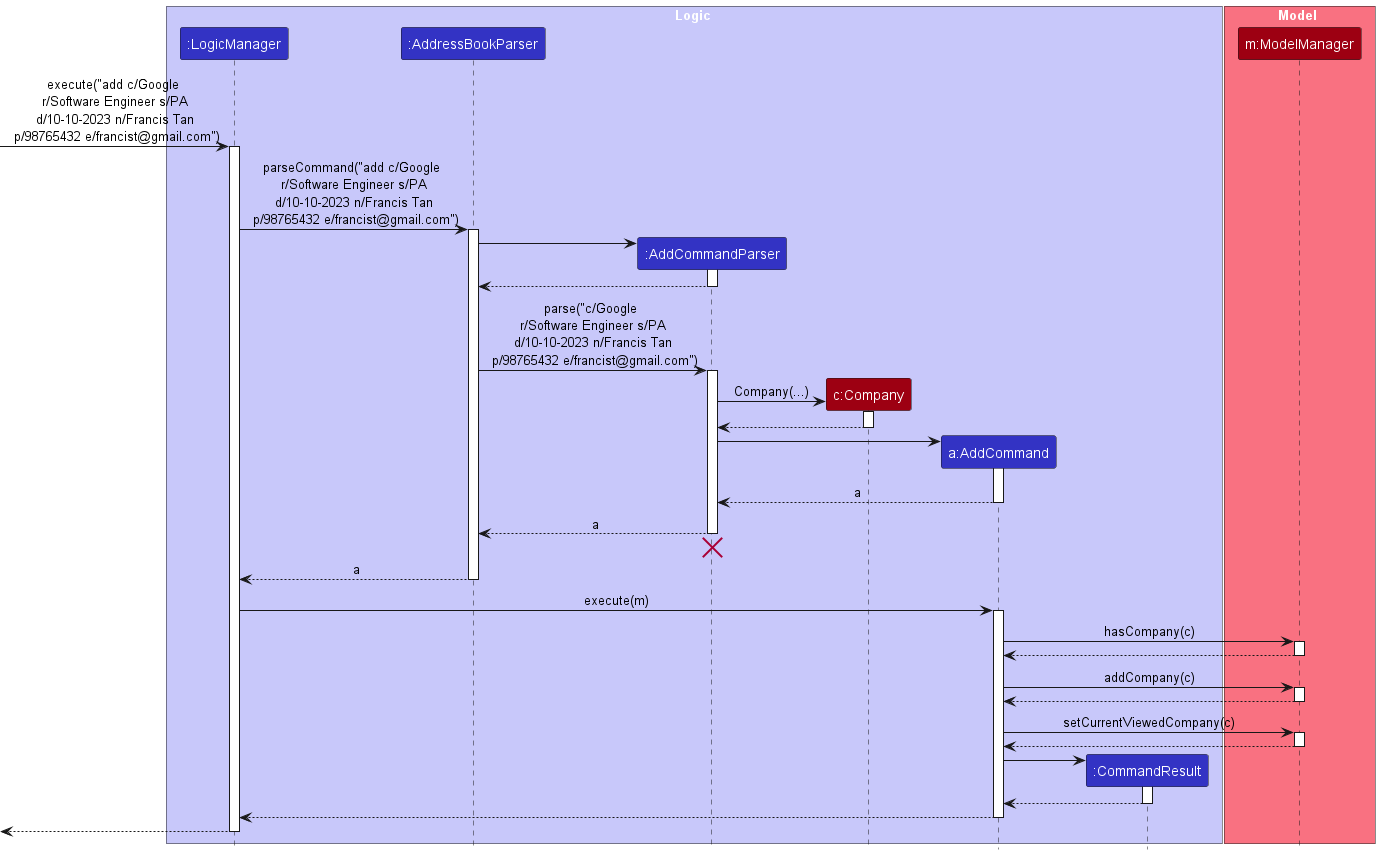 Logic
Model
:LogicManager
:AddressBookParser
m:ModelManager
execute("add c/Google
r/Software Engineer s/PA
d/10-10-2023 n/Francis Tan
p/98765432 e/francist@gmail.com")
parseCommand("add c/Google
r/Software Engineer s/PA
d/10-10-2023 n/Francis Tan
p/98765432 e/francist@gmail.com")
:AddCommandParser
parse("c/Google
r/Software Engineer s/PA
d/10-10-2023 n/Francis Tan
p/98765432 e/francist@gmail.com")
Company(...)
c:Company
a:AddCommand
a
a
a
execute(m)
hasCompany(c)
addCompany(c)
setCurrentViewedCompany(c)
:CommandResult